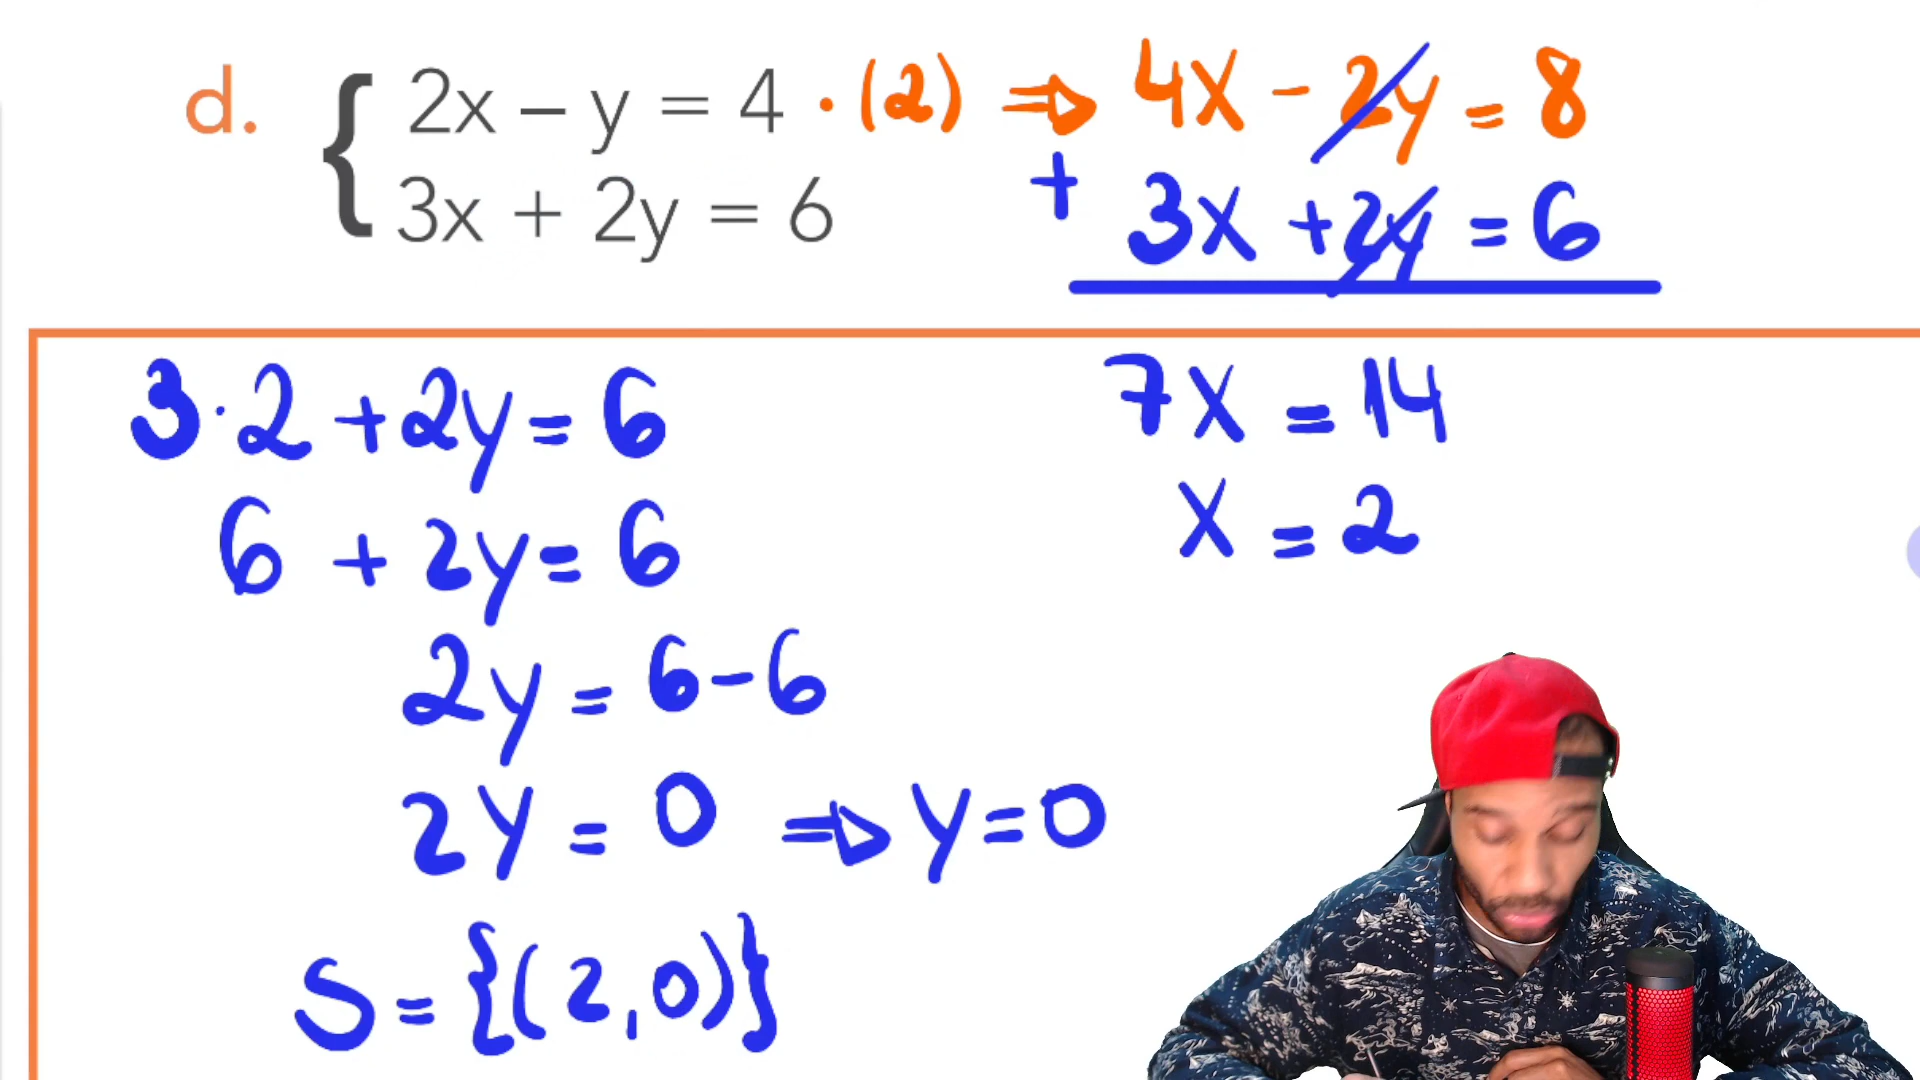 d. { 2x – y = 4 · (2) ⇒ 4x - 2y = 8
3x + 2y = 6 + 3x + 2y = 6
7x = 14
x = 2
3 · 2 + 2y = 6
6 + 2y = 6
2y = 6 - 6
2y = 0 ⇒ y = 0
S = {(2,0)}